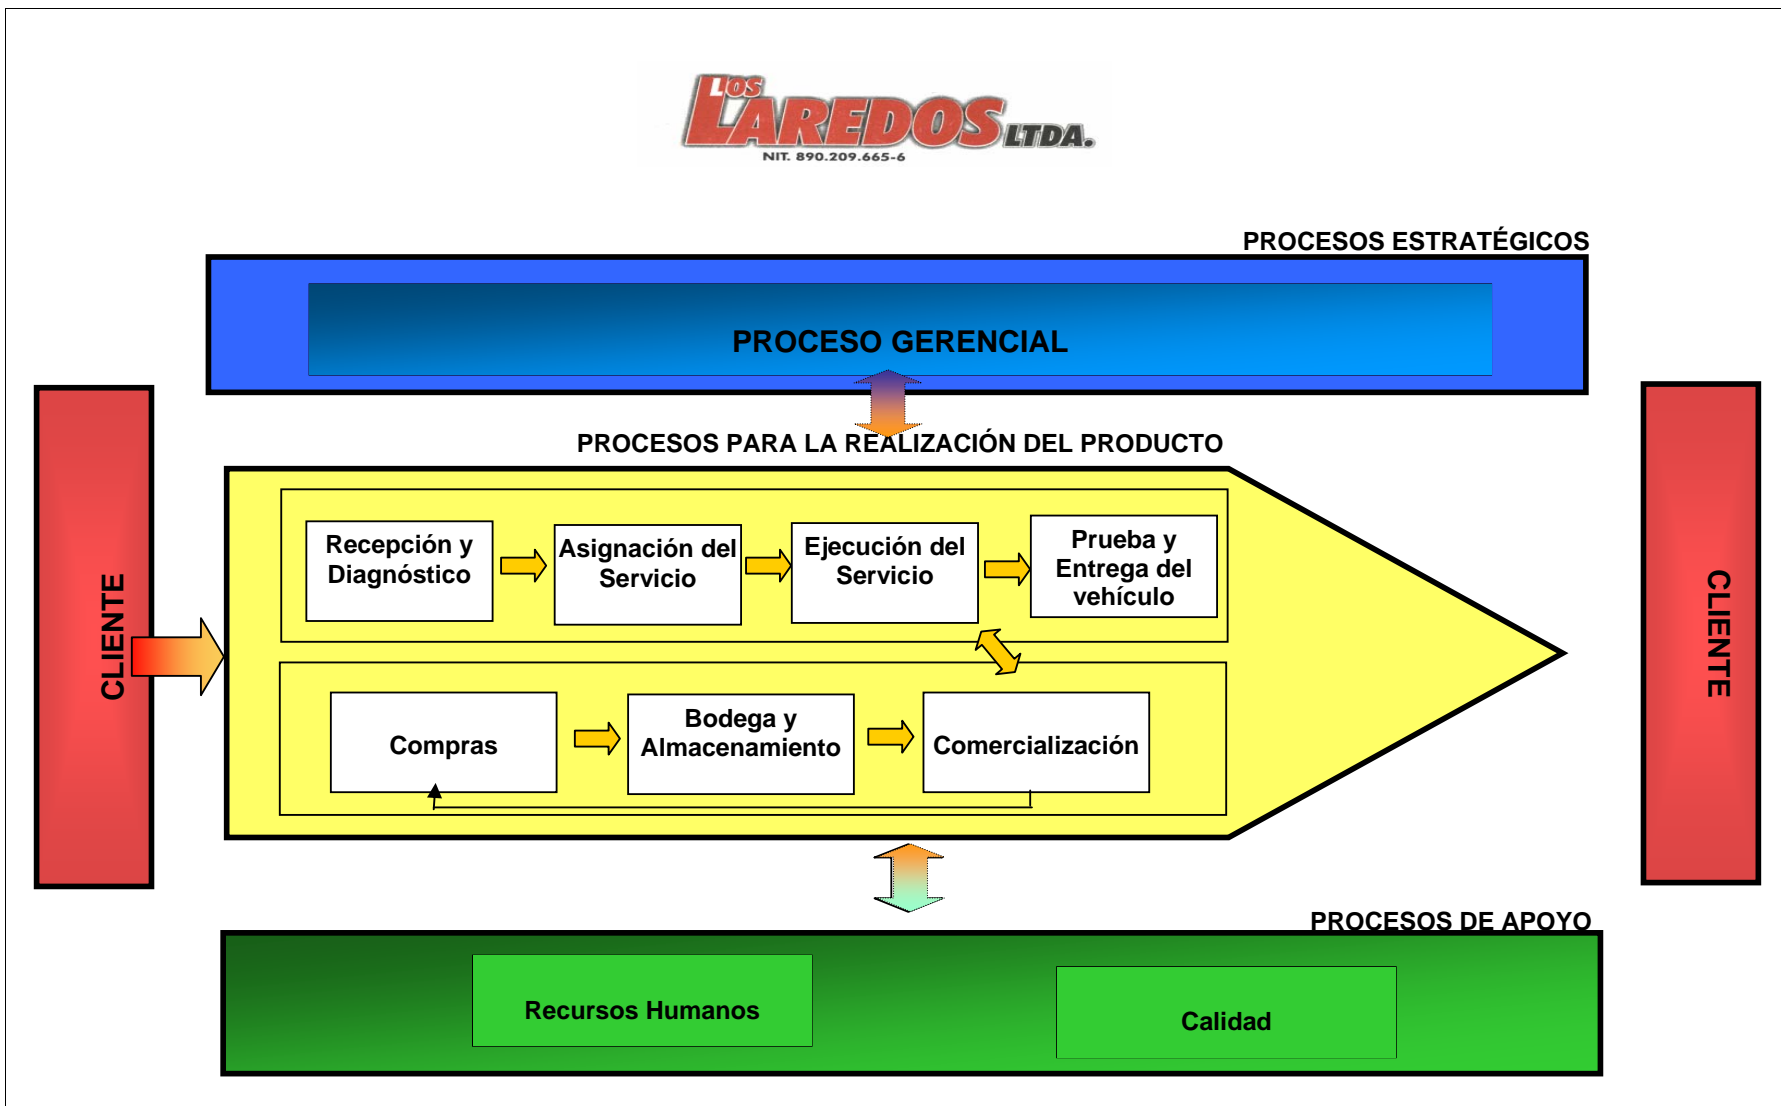 LOS
LAREDOS LTDA.
NIT. 890.209.665-6
PROCESOS ESTRATÉGICOS
PROCESO GERENCIAL
PROCESOS PARA LA REALIZACIÓN DEL PRODUCTO
CLIENTE
Recepción y
Diagnóstico
Asignación del
Servicio
Ejecución del
Servicio
Prueba y
Entrega del
vehículo
Compras
Bodega y
Almacenamiento
Comercialización
CLIENTE
PROCESOS DE APOYO
Recursos Humanos
Calidad